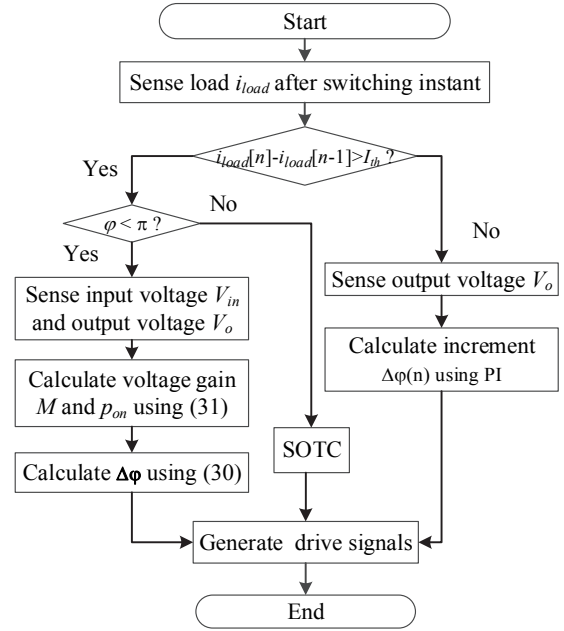 Start
Sense load i_load after switching instant
i_load[n]-i_load[n-1]>I_th ?
Yes
No
φ < π ?
No
Yes
Sense input voltage V_in
and output voltage V_o
Sense output voltage V_o
Calculate voltage gain
M and p_on using (31)
Calculate increment
Δφ(n) using PI
Calculate Δφ using (30)
SOTC
Generate drive signals
End